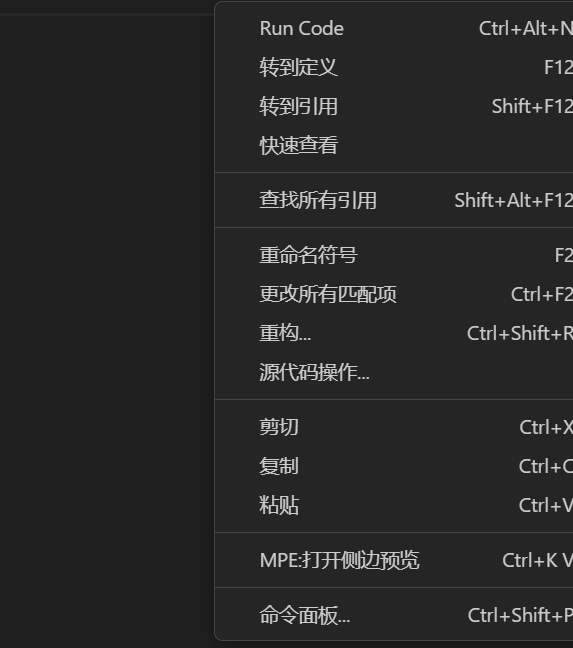 Run Code Ctrl+Alt+N
转到定义 F12
转到引用 Shift+F12
快速查看
查找所有引用 Shift+Alt+F12
重命名符号 F2
更改所有匹配项 Ctrl+F2
重构... Ctrl+Shift+R
源代码操作...
剪切 Ctrl+X
复制 Ctrl+C
粘贴 Ctrl+V
MPE:打开侧边预览 Ctrl+K V
命令面板... Ctrl+Shift+P